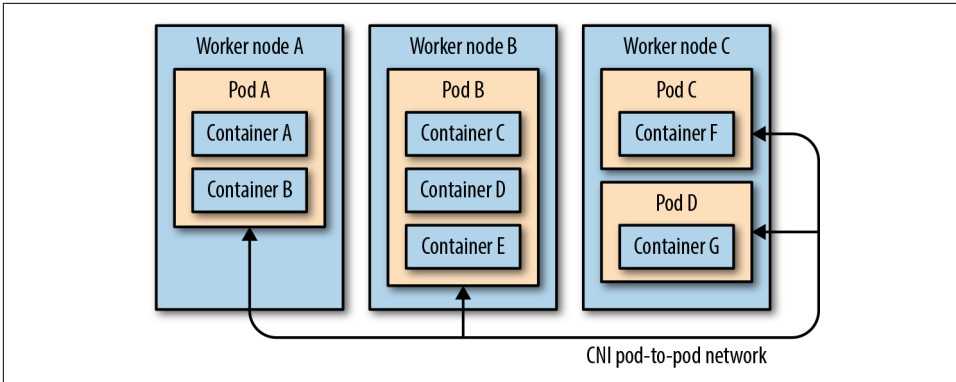 Worker node A
Pod A
Container A
Container B
Worker node B
Pod B
Container C
Container D
Container E
Worker node C
Pod C
Container F
Pod D
Container G
CNI pod-to-pod network